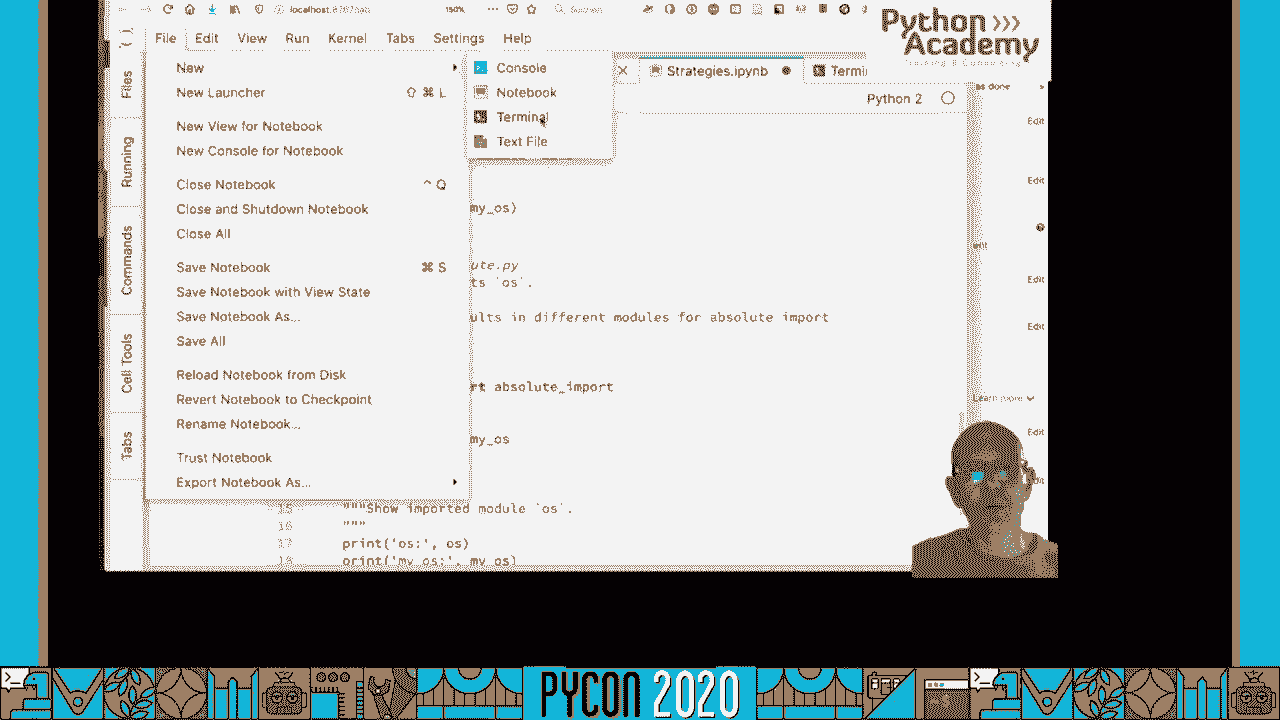 Python >>>
Academy
Training & Consulting
150%
File Edit View Run Kernel Tabs Settings Help
Files
Running
Commands
Cell Tools
Tabs
New
New Launcher ⇧ ⌘ L
New View for Notebook
New Console for Notebook
Close Notebook ^ Q
Close and Shutdown Notebook
Close All
Save Notebook ⌘ S
Save Notebook with View State
Save Notebook As...
Save All
Reload Notebook from Disk
Revert Notebook to Checkpoint
Rename Notebook...
Trust Notebook
Export Notebook As...
Console
Notebook
Terminal
Text File
Strategies.ipynb
Termi
Python 2
my_os)
ute.py
ts `os`.
ults in different modules for absolute import
rt absolute_import
my_os
15 """Show imported module `os`.
16 """
17 print('os:', os)
18 print('my_os:', my_os)
as done
Edit
Edit
Edit
Edit
Learn more
Edit
PYCON 2020